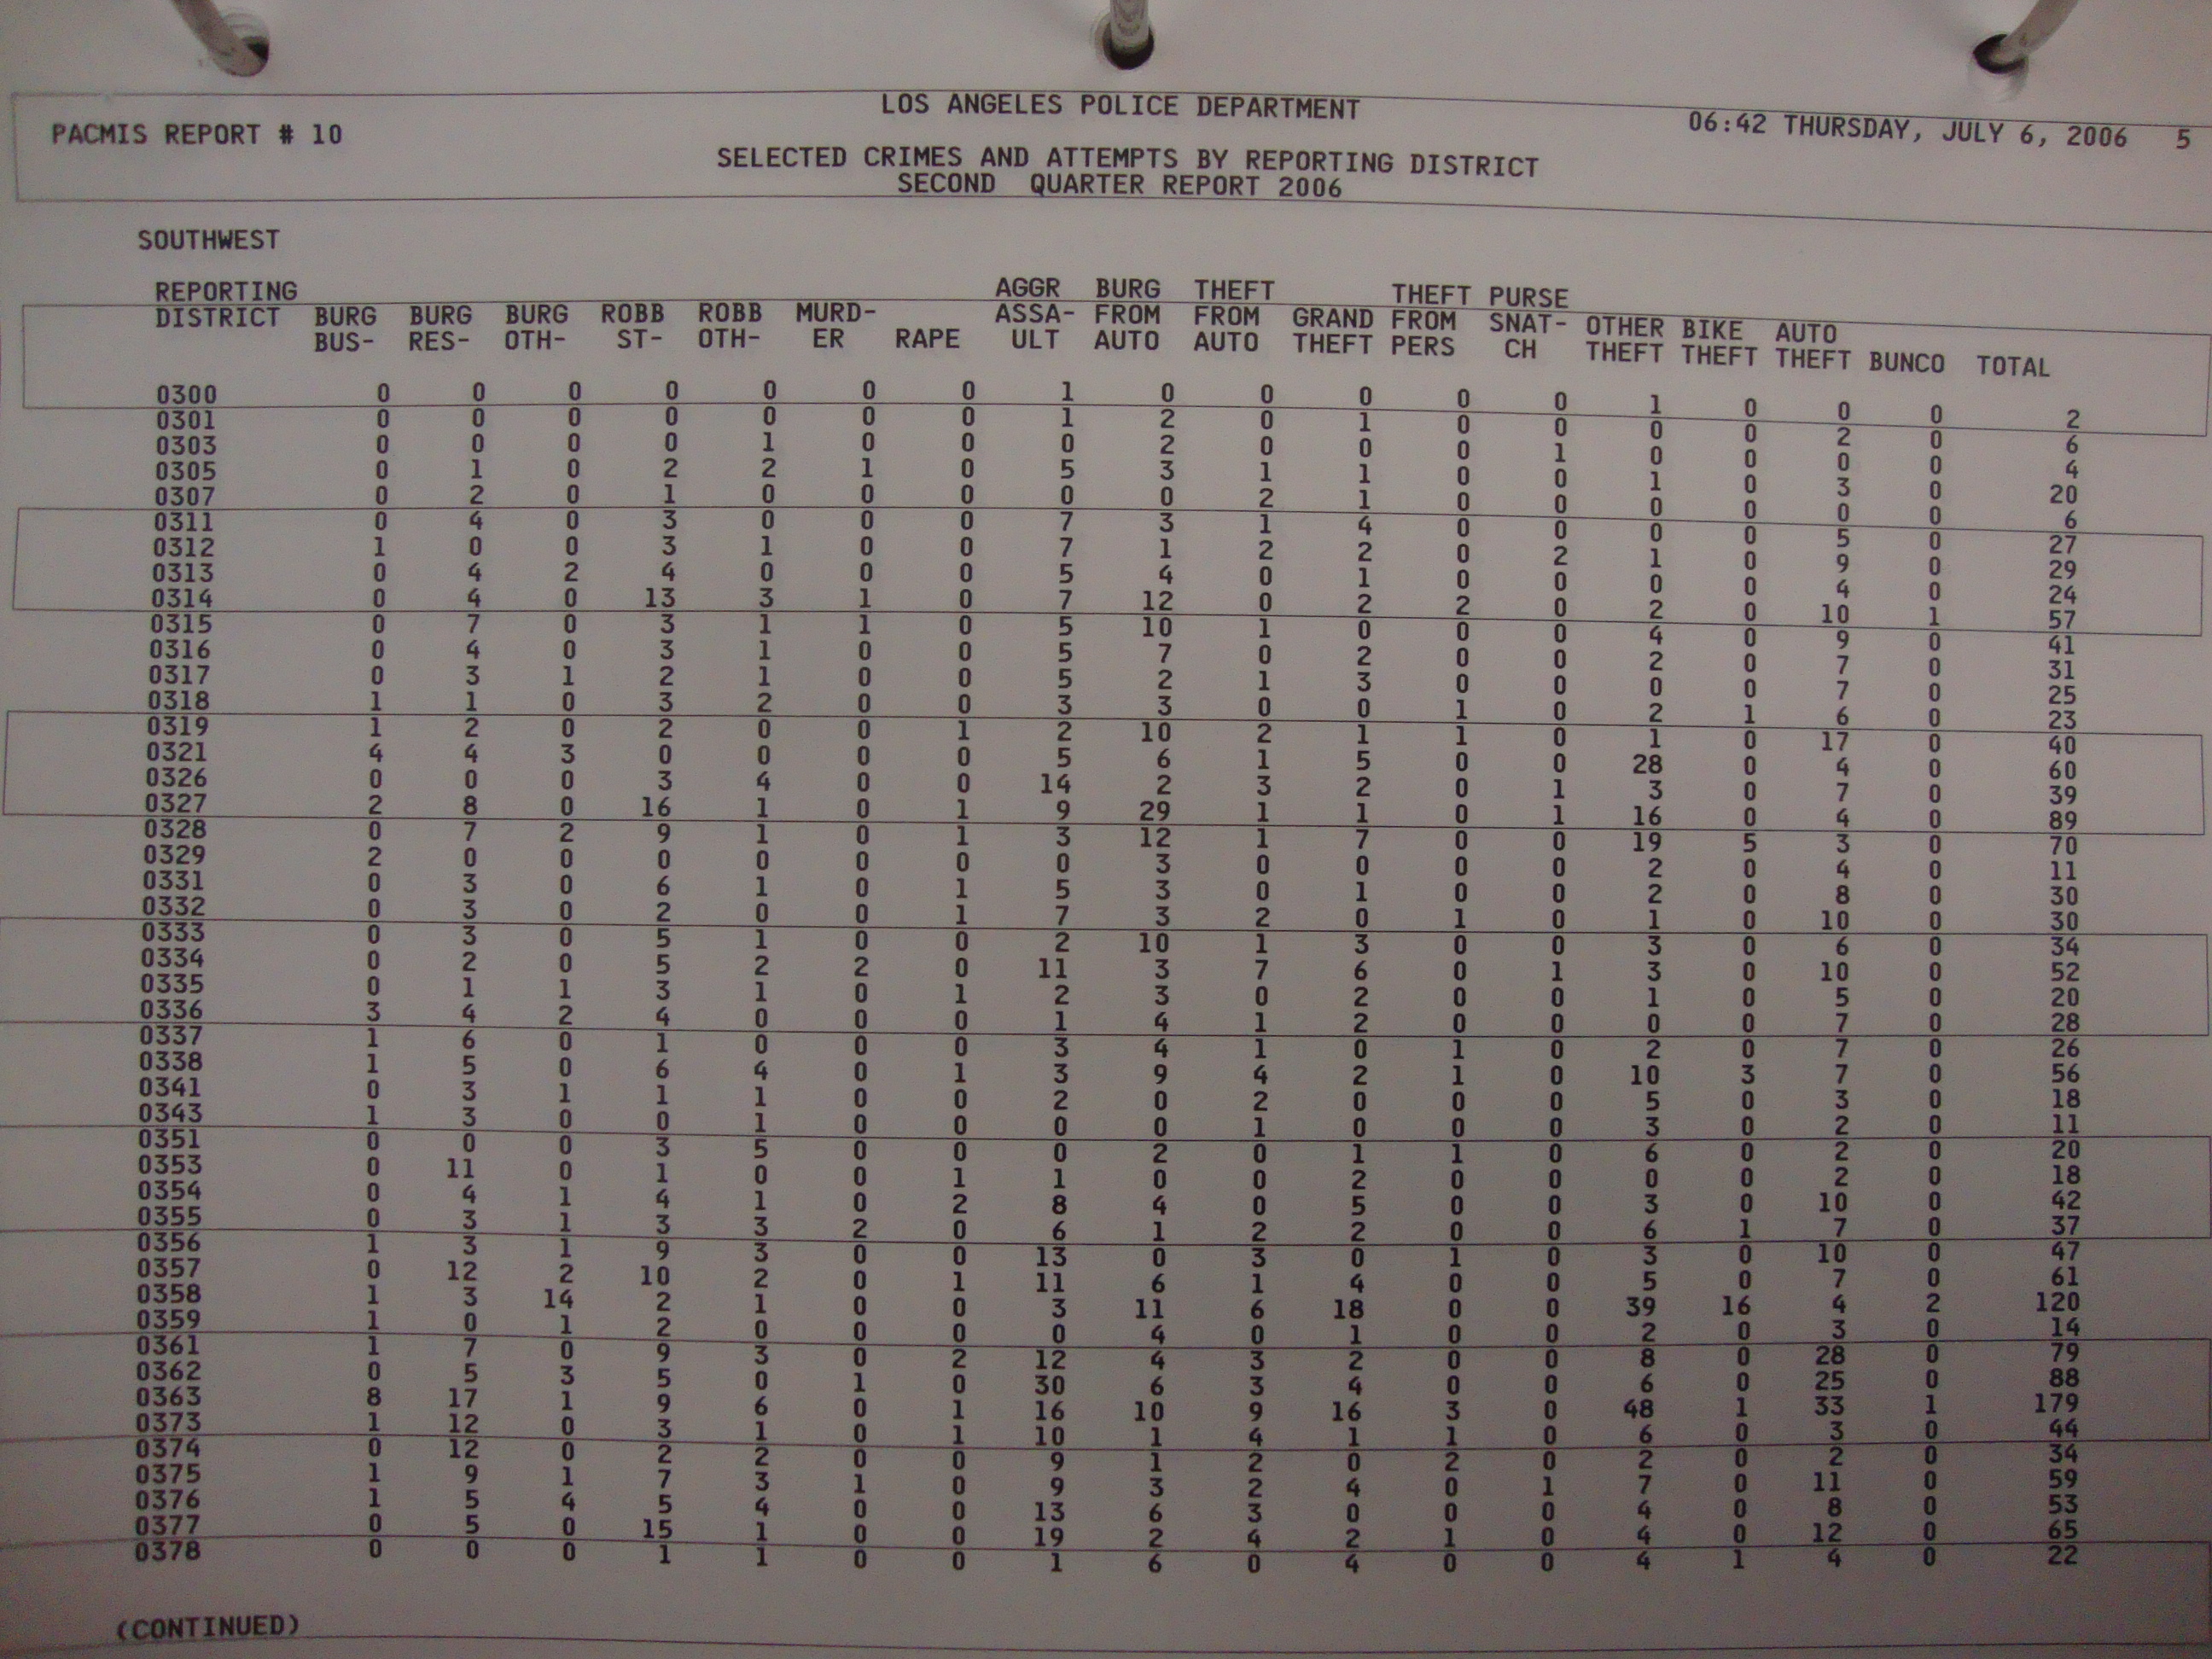 LOS ANGELES POLICE DEPARTMENT
PACMIS REPORT # 10 06:42 THURSDAY, JULY 6, 2006 5
SELECTED CRIMES AND ATTEMPTS BY REPORTING DISTRICT
SECOND QUARTER REPORT 2006
SOUTHWEST
REPORTING AGGR BURG THEFT THEFT PURSE
DISTRICT BURG BURG BURG ROBB ROBB MURD- ASSA- FROM FROM GRAND FROM SNAT- OTHER BIKE AUTO
BUS- RES- OTH- ST- OTH- ER RAPE ULT AUTO AUTO THEFT PERS CH THEFT THEFT THEFT BUNCO TOTAL
0300 0 0 0 0 0 0 0 1 0 0 0 0 0 1 0 0 0 2
0301 0 0 0 0 0 0 0 1 2 0 1 0 0 0 0 2 0 6
0303 0 0 0 0 1 0 0 0 2 0 0 0 1 0 0 0 0 4
0305 0 1 0 2 2 1 0 5 3 1 1 0 0 1 0 3 0 20
0307 0 2 0 1 0 0 0 0 0 2 1 0 0 0 0 0 0 6
0311 0 4 0 3 0 0 0 7 3 1 4 0 0 0 0 5 0 27
0312 1 0 0 3 1 0 0 7 1 2 2 0 2 1 0 9 0 29
0313 0 4 2 4 0 0 0 5 4 0 1 0 0 0 0 4 0 24
0314 0 4 0 13 3 1 0 7 12 0 2 2 0 2 0 10 1 57
0315 0 7 0 3 1 1 0 5 10 1 0 0 0 4 0 9 0 41
0316 0 4 0 3 1 0 0 5 7 0 2 0 0 2 0 7 0 31
0317 0 3 1 2 1 0 0 5 2 1 3 0 0 0 0 7 0 25
0318 1 1 0 3 2 0 0 3 3 0 0 1 0 2 1 6 0 23
0319 1 2 0 2 0 0 1 2 10 2 1 1 0 1 0 17 0 40
0321 4 4 3 0 0 0 0 5 6 1 5 0 0 28 0 4 0 60
0326 0 0 0 3 4 0 0 14 2 3 2 0 1 3 0 7 0 39
0327 2 8 0 16 1 0 1 9 29 1 1 0 1 16 0 4 0 89
0328 0 7 2 9 1 0 1 3 12 1 7 0 0 19 5 3 0 70
0329 2 0 0 0 0 0 0 0 3 0 0 0 0 2 0 4 0 11
0331 0 3 0 6 1 0 1 5 3 0 1 0 0 2 0 8 0 30
0332 0 3 0 2 0 0 1 7 3 2 0 1 0 1 0 10 0 30
0333 0 3 0 5 1 0 0 2 10 1 3 0 0 3 0 6 0 34
0334 0 2 0 5 2 2 0 11 3 7 6 0 1 3 0 10 0 52
0335 0 1 1 3 1 0 1 2 3 0 2 0 0 1 0 5 0 20
0336 3 4 2 4 0 0 0 1 4 1 2 0 0 0 0 7 0 28
0337 1 6 0 1 0 0 0 3 4 1 0 1 0 2 0 7 0 26
0338 1 5 0 6 4 0 1 3 9 4 2 1 0 10 3 7 0 56
0341 0 3 1 1 1 0 0 2 0 2 0 0 0 5 0 3 0 18
0343 1 3 0 0 1 0 0 0 0 1 0 0 0 3 0 2 0 11
0351 0 0 0 3 5 0 0 0 2 0 1 1 0 6 0 2 0 20
0353 0 11 0 1 0 0 1 1 0 0 2 0 0 0 0 2 0 18
0354 0 4 1 4 1 0 2 8 4 0 5 0 0 3 0 10 0 42
0355 0 3 1 3 3 2 0 6 1 2 2 0 0 6 1 7 0 37
0356 1 3 1 9 3 0 0 13 0 3 0 1 0 3 0 10 0 47
0357 0 12 2 10 2 0 1 11 6 1 4 0 0 5 0 7 0 61
0358 1 3 14 2 1 0 0 3 11 6 18 0 0 39 16 4 2 120
0359 1 0 1 2 0 0 0 0 4 0 1 0 0 2 0 3 0 14
0361 1 7 0 9 3 0 2 12 4 3 2 0 0 8 0 28 0 79
0362 0 5 3 5 0 1 0 30 6 3 4 0 0 6 0 25 0 88
0363 8 17 1 9 6 0 1 16 10 9 16 3 0 48 1 33 1 179
0373 1 12 0 3 1 0 1 10 1 4 1 1 0 6 0 3 0 44
0374 0 12 0 2 2 0 0 9 1 2 0 2 0 2 0 2 0 34
0375 1 9 1 7 3 1 0 9 3 2 4 0 1 7 0 11 0 59
0376 1 5 4 5 4 0 0 13 6 3 0 0 0 4 0 8 0 53
0377 0 5 0 15 1 0 0 19 2 4 2 1 0 4 0 12 0 65
0378 0 0 0 1 1 0 0 1 6 0 4 0 0 4 1 4 0 22
(CONTINUED)